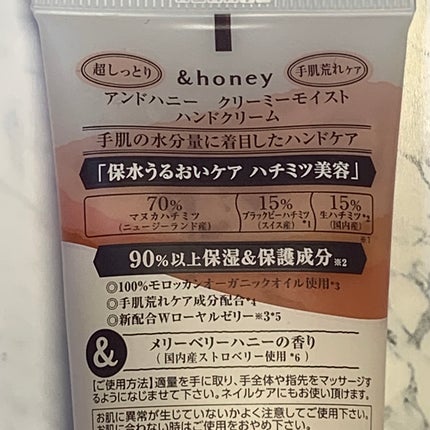 超しっとり
&honey
手肌荒れケア
アンドハニー クリーミーモイスト
ハンドクリーム
手肌の水分量に着目したハンドケア
「保水うるおいケア ハチミツ美容」
70%
マヌカハチミツ
(ニュージーランド産)
15%
ブラックビーハチミツ
(スイス産) *1
15%
生ハチミツ*2
(国内産)
※1
90%以上保湿&保護成分※2
◎100%モロッカンオーガニックオイル使用*3
◎手肌荒れケア成分配合*4
◎新配合Wローヤルゼリー※3*5
&
メリーベリーハニーの香り
(国内産ストロベリー使用*6)
【ご使用方法】適量を手に取り、手全体や指先をマッサージす
るようになじませて下さい。ネイルケアにもお使い頂けます。
お肌に異常が生じていないかよく注意してご使用下さい。
お肌に合わない時はご使用をおやめ下さい。